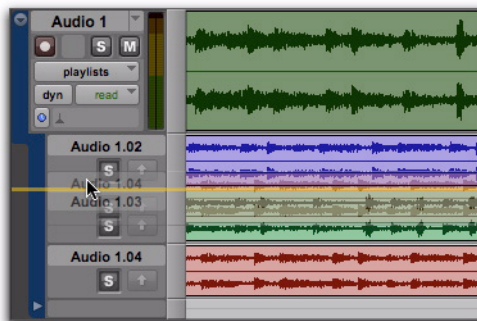 Audio 1
S M
playlists
dyn read
Audio 1.02
S
Audio 1.04
Audio 1.03
S
Audio 1.04
S